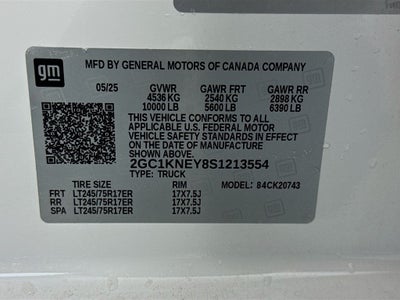 gm
MFD BY GENERAL MOTORS OF CANADA COMPANY
05/25 GVWR GAWR FRT GAWR RR
4536 KG 2540 KG 2898 KG
10000 LB 5600 LB 6390 LB
THIS VEHICLE CONFORMS TO ALL
APPLICABLE U.S. FEDERAL MOTOR
VEHICLE SAFETY STANDARDS IN EFFECT
ON THE DATE OF MANUFACTURE
SHOWN ABOVE.
2GC1KNEY8S1213554
TYPE: TRUCK
TIRE SIZE RIM MODEL: 84CK20743
FRT LT245/75R17ER 17X7.5J
RR LT245/75R17ER 17X7.5J
SPA LT245/75R17ER 17X7.5J